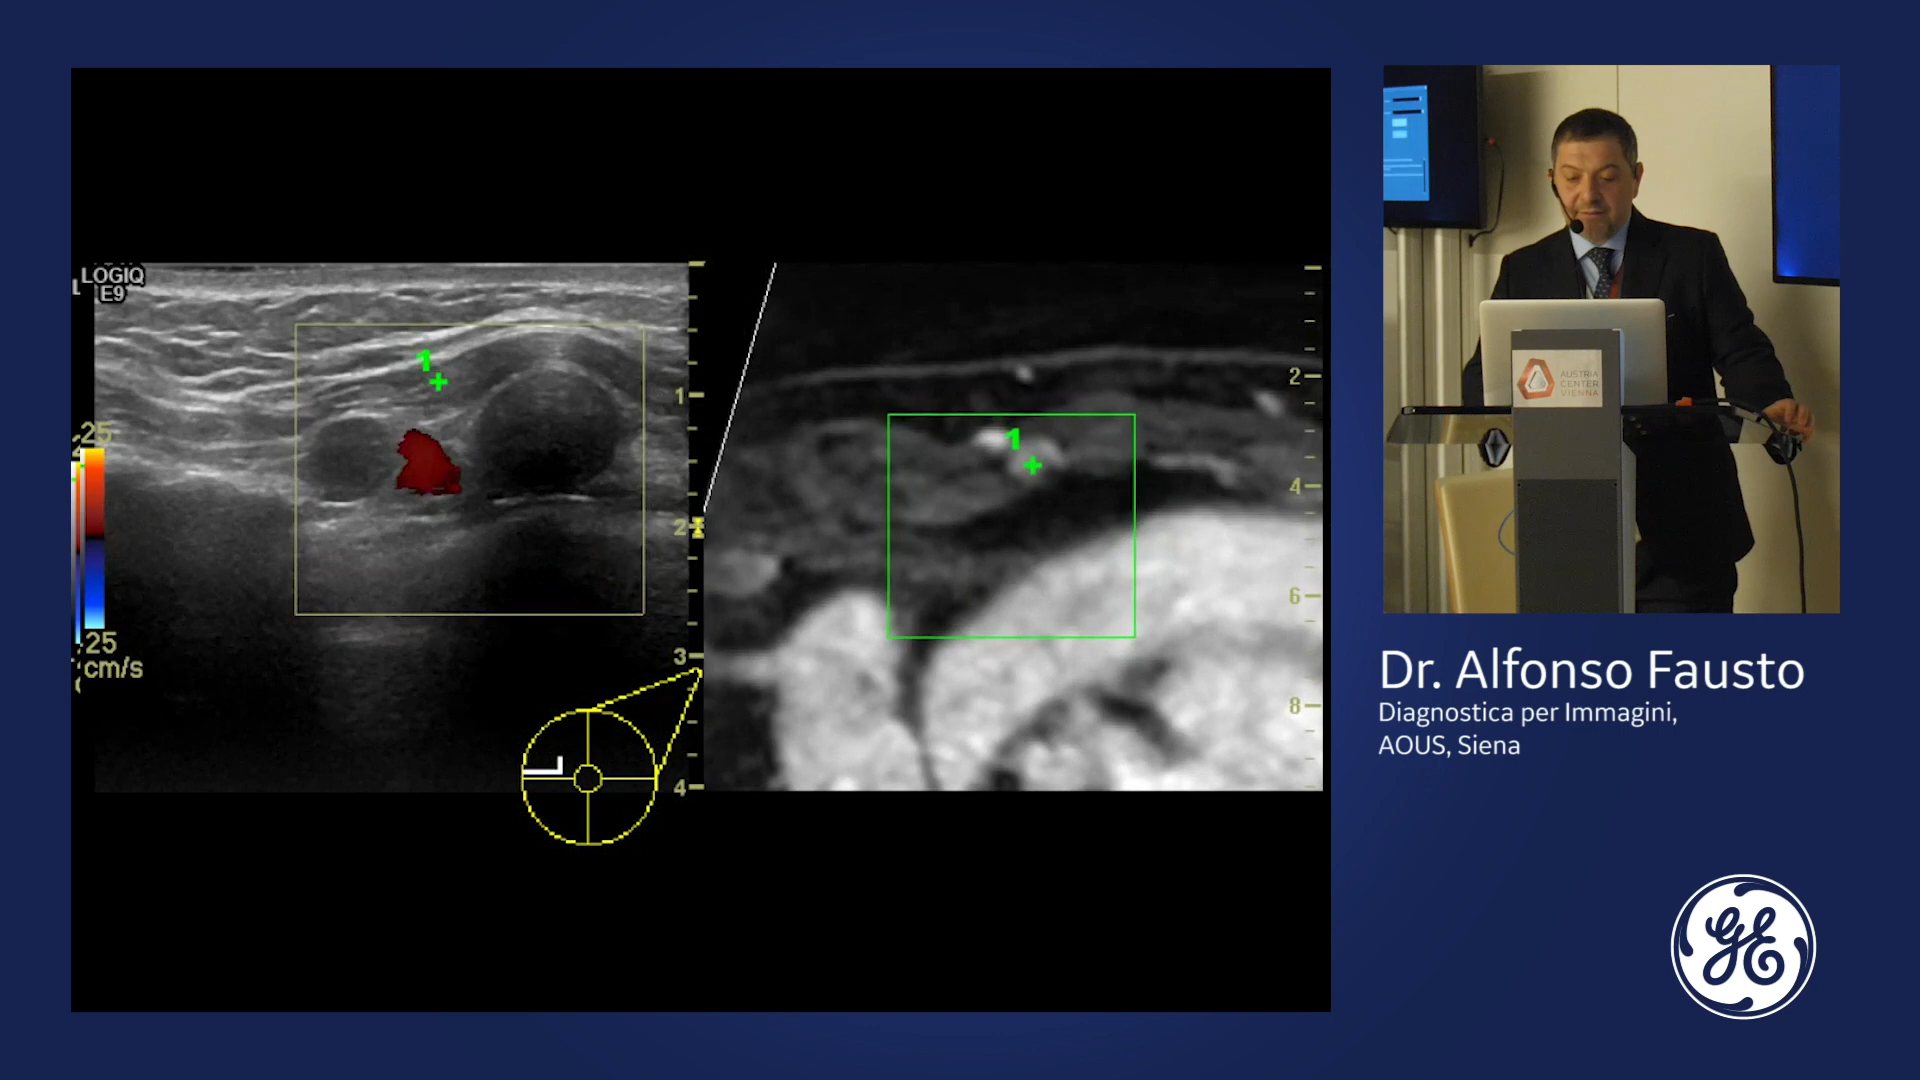 LOGIQ
E9
1
25
25
cm/s
1
2
3
4
1
2
4
6
8
AUSTRIA
CENTER
VIENNA
Dr. Alfonso Fausto
Diagnostica per Immagini,
AOUS, Siena
GE